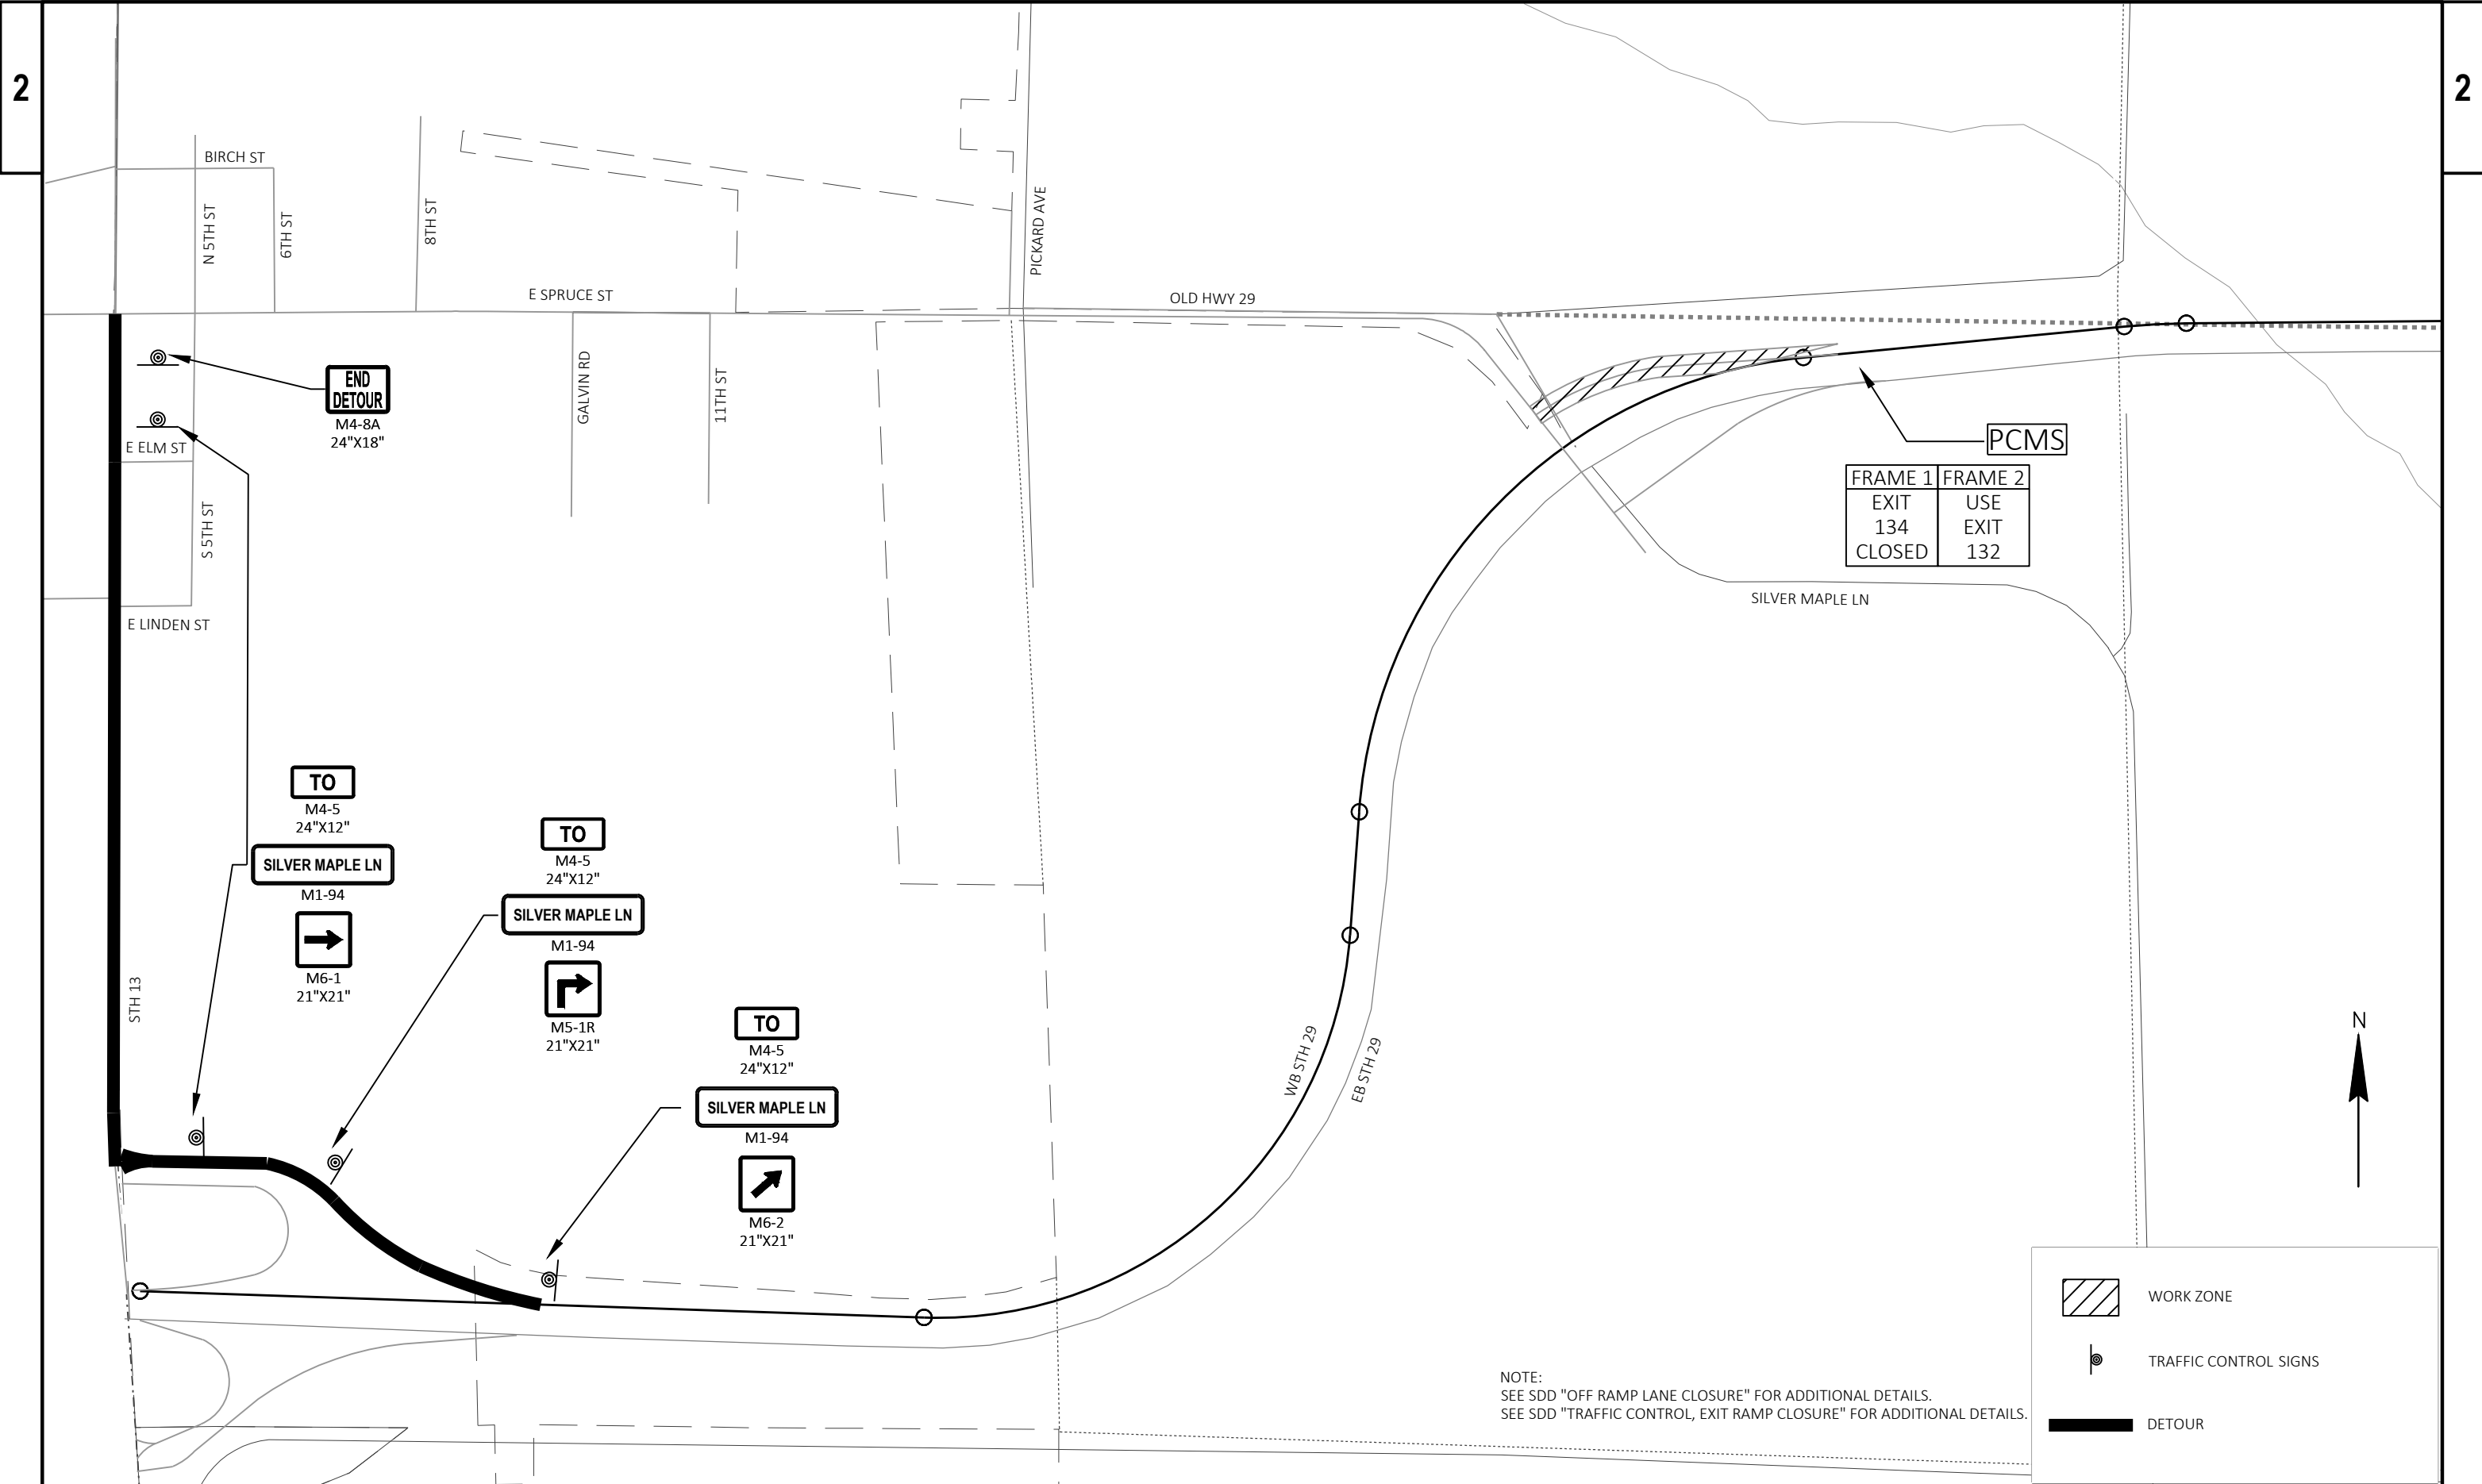 2
2
BIRCH ST
N 5TH ST
6TH ST
8TH ST
PICKARD AVE
E SPRUCE ST
OLD HWY 29
GALVIN RD
11TH ST
END
DETOUR
M4-8A
24"X18"
E ELM ST
S 5TH ST
E LINDEN ST
PCMS
FRAME 1 FRAME 2
EXIT USE
134 EXIT
CLOSED 132
SILVER MAPLE LN
TO
M4-5
24"X12"
SILVER MAPLE LN
M1-94
M6-1
21"X21"
TO
M4-5
24"X12"
SILVER MAPLE LN
M1-94
M5-1R
21"X21"
TO
M4-5
24"X12"
SILVER MAPLE LN
M1-94
M6-2
21"X21"
STH 13
WB STH 29
EB STH 29
N
NOTE:
SEE SDD "OFF RAMP LANE CLOSURE" FOR ADDITIONAL DETAILS.
SEE SDD "TRAFFIC CONTROL, EXIT RAMP CLOSURE" FOR ADDITIONAL DETAILS.
WORK ZONE
TRAFFIC CONTROL SIGNS
DETOUR